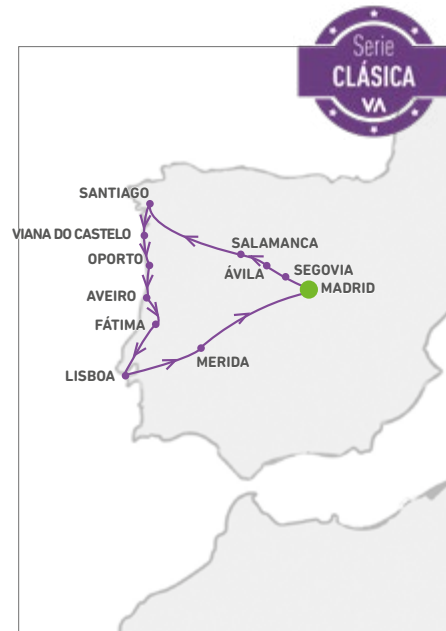 Serie
CLÁSICA
VA
SANTIAGO
VIANA DO CASTELO
SALAMANCA
OPORTO
ÁVILA
SEGOVIA
MADRID
AVEIRO
FÁTIMA
MERIDA
LISBOA